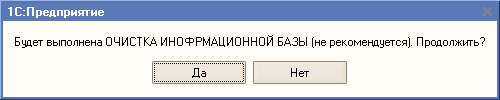 1С:Предприятие
Будет выполнена ОЧИСТКА ИНОФРМАЦИОННОЙ БАЗЫ (не рекомендуется). Продолжить?
Да
Нет